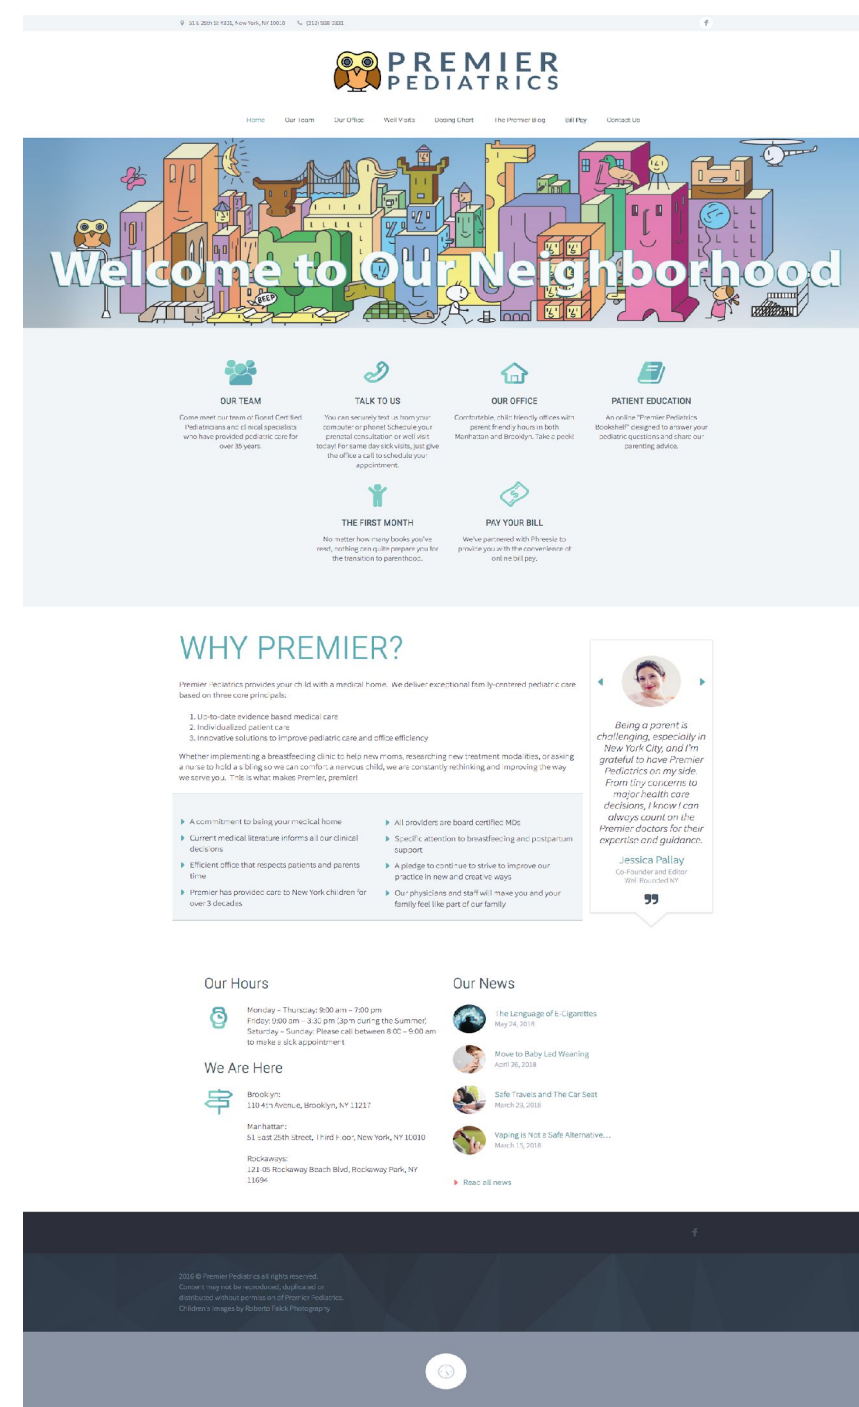 New York, NY 10010
PREMIER
PEDIATRICS
Home
Our Team
Our Office
Well Visits
Dosing Chart
The Premier Blog
Bill Pay
Contact Us
BEEP
Welcome to Our Neighborhood
OUR TEAM
Come meet our team of Board Certified
Pediatricians and clinical specialists
who have provided pediatric care for
over 35 years.
TALK TO US
You can securely text us from your
computer or phone! Schedule your
prenatal consultation or well visit
today! For same day sick visits, just give
the office a call to schedule your
appointment.
OUR OFFICE
Comfortable, child friendly offices with
parent friendly hours in both
Manhattan and Brooklyn. Take a peek!
PATIENT EDUCATION
An online "Premier Pediatrics
Bookshelf" designed to answer your
pediatric questions and share our
parenting advice.
THE FIRST MONTH
No matter how many books you've
read, nothing can quite prepare you for
the transition to parenthood.
PAY YOUR BILL
We've partnered with Phreesia to
provide you with the convenience of
online bill pay.
WHY PREMIER?
Premier Pediatrics provides your child with a medical home. We deliver exceptional family-centered pediatric care
based on three core principals:
1. Up-to-date evidence based medical care
2. Individualized patient care
3. Innovative solutions to improve pediatric care and office efficiency
Whether implementing a breastfeeding clinic to help new moms, researching new treatment modalities, or asking
a nurse to hold a sibling so we can comfort a nervous child, we are constantly rethinking and improving the way
we serve you. This is what makes Premier, premier!
A commitment to being your medical home
Current medical literature informs all our clinical
decisions
Efficient office that respects patients and parents
time
Premier has provided care to New York children for
over 3 decades
All providers are board certified MDs
Specific attention to breastfeeding and postpartum
support
A pledge to continue to strive to improve our
practice in new and creative ways
Our physicians and staff will make you and your
family feel like part of our family
Being a parent is
challenging, especially in
New York City, and I'm
grateful to have Premier
Pediatrics on my side.
From tiny concerns to
major health care
decisions, I know I can
always count on the
Premier doctors for their
expertise and guidance.
Jessica Pallay
Co-Founder and Editor
Well Rounded NY
Our Hours
Monday – Thursday: 9:00 am – 7:00 pm
Friday: 9:00 am – 3:30 pm (3pm during the Summer)
Saturday – Sunday: Please call between 8:00 – 9:00 am
to make a sick appointment
We Are Here
Brooklyn:
110 4th Avenue, Brooklyn, NY 11217
Manhattan:
51 East 25th Street, Third Floor, New York, NY 10010
Rockaways:
121-05 Rockaway Beach Blvd, Rockaway Park, NY
11694
Our News
The Language of E-Cigarettes
May 24, 2018
Move to Baby Led Weaning
April 26, 2018
Safe Travels and The Car Seat
March 29, 2018
Vaping is Not a Safe Alternative...
March 15, 2018
Read all news
2016 © Premier Pediatrics all rights reserved.
Content may not be reproduced, duplicated or
distributed without permission of Premier Pediatrics.
Children's Images by Roberto Falck Photography